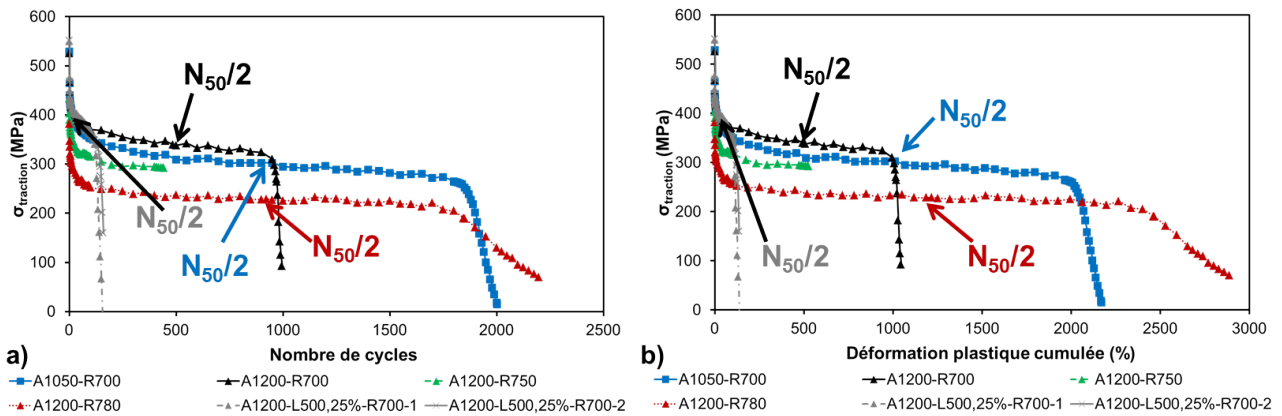 600
500
400
300
200
100
0
σtraction (MPa)
N50/2
N50/2
N50/2
N50/2
0 500 1000 1500 2000 2500
Nombre de cycles
a)
A1050-R700 A1200-R700 A1200-R750
A1200-R780 A1200-L500,25%-R700-1 A1200-L500,25%-R700-2
600
500
400
300
200
100
0
σtraction (MPa)
N50/2
N50/2
N50/2
N50/2
0 500 1000 1500 2000 2500 3000
Déformation plastique cumulée (%)
b)
A1050-R700 A1200-R700 A1200-R750
A1200-R780 A1200-L500,25%-R700-1 A1200-L500,25%-R700-2